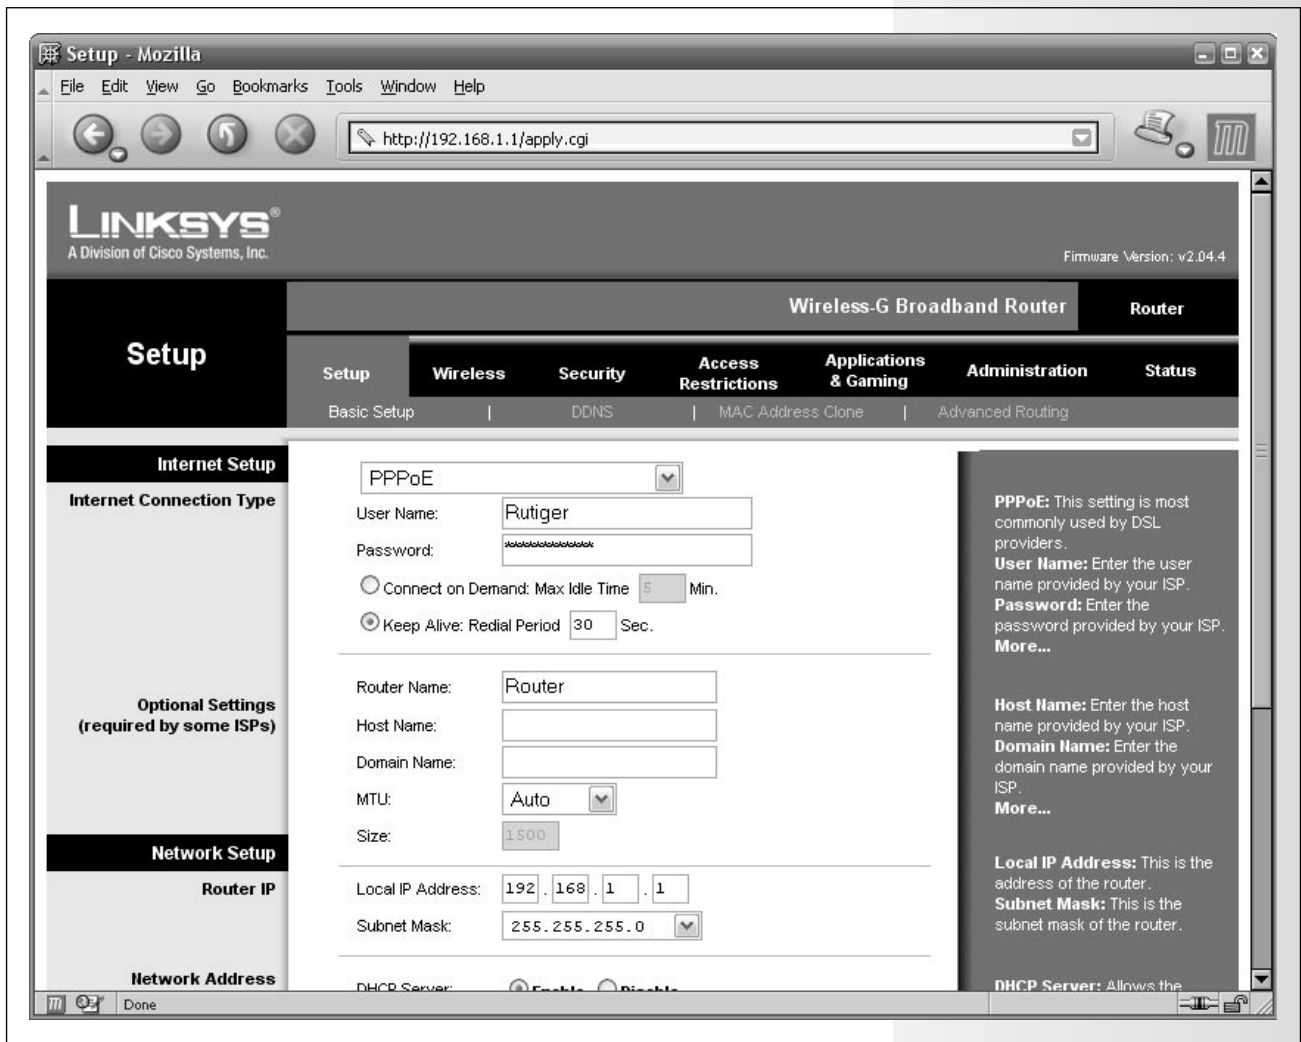 Setup - Mozilla
File Edit View Go Bookmarks Tools Window Help
http://192.168.1.1/apply.cgi
LINKSYS®
A Division of Cisco Systems, Inc.
Firmware Version: v2.04.4
Wireless-G Broadband Router Router
Setup
Setup Wireless Security Access Restrictions Applications & Gaming Administration Status
Basic Setup | DDNS | MAC Address Clone | Advanced Routing
Internet Setup
Internet Connection Type
PPPoE
User Name: Rutiger
Password: *************
Connect on Demand: Max Idle Time 5 Min.
Keep Alive: Redial Period 30 Sec.
Optional Settings
(required by some ISPs)
Router Name: Router
Host Name:
Domain Name:
MTU: Auto
Size: 1500
Network Setup
Router IP
Local IP Address: 192 . 168 . 1 . 1
Subnet Mask: 255.255.255.0
Network Address
DHCP Server: Enable Disable
PPPoE: This setting is most
commonly used by DSL
providers.
User Name: Enter the user
name provided by your ISP.
Password: Enter the
password provided by your ISP.
More...
Host Name: Enter the host
name provided by your ISP.
Domain Name: Enter the
domain name provided by your
ISP.
More...
Local IP Address: This is the
address of the router.
Subnet Mask: This is the
subnet mask of the router.
DHCP Server: Allows the
Done